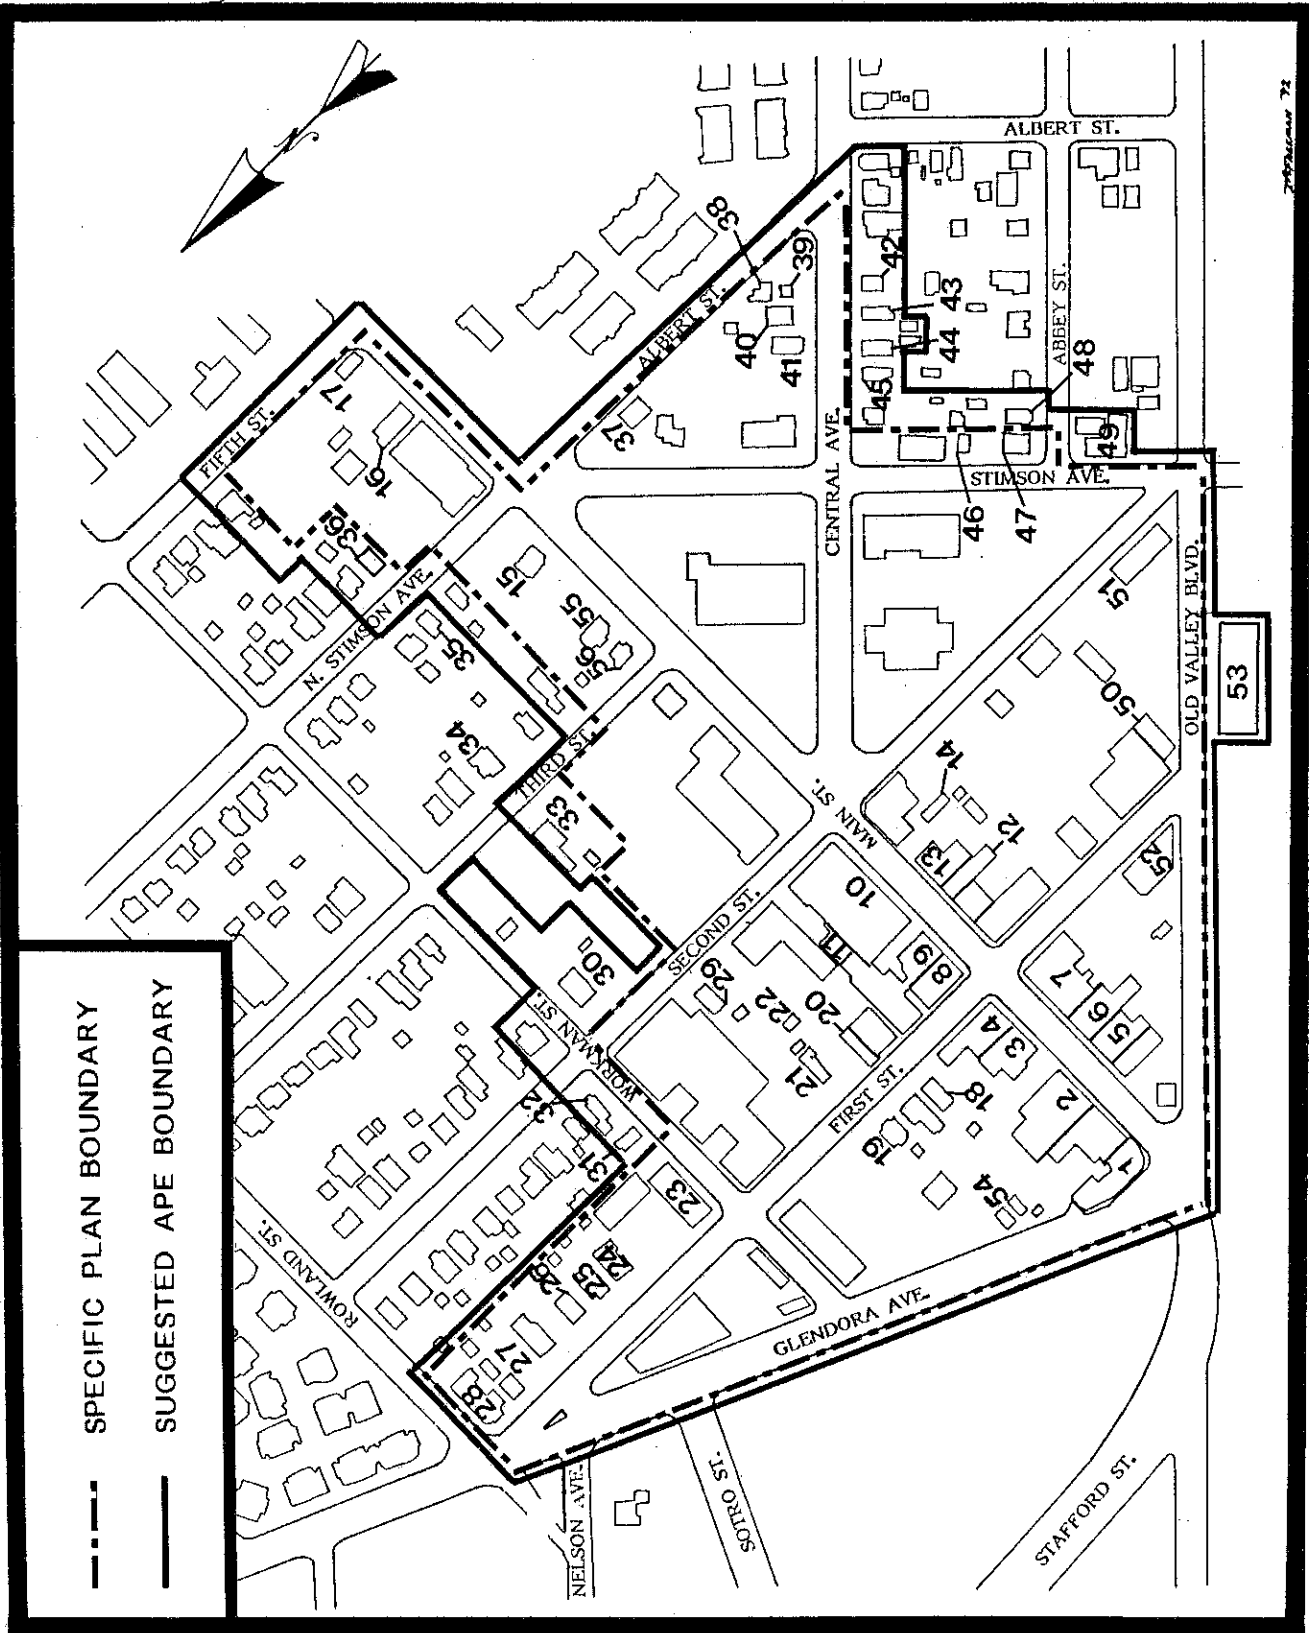 SPECIFIC PLAN BOUNDARY
SUGGESTED APE BOUNDARY
ALBERT ST.
ALBERT ST.
FIFTH ST.
N. STIMSON AVE.
THIRD ST.
SECOND ST.
WORKMAN ST.
FIRST ST.
MAIN ST.
CENTRAL AVE.
ABBEY ST.
STIMSON AVE.
OLD VALLEY BLVD.
GLENDORA AVE.
ROWLAND ST.
NELSON AVE.
SOTRO ST.
STAFFORD ST.
1
2
3
4
5
6
7
8
9
10
11
12
13
14
15
16
17
18
19
20
21
22
23
24
25
26
27
28
29
30
31
32
33
34
35
36
37
38
39
40
41
42
43
44
45
46
47
48
49
50
51
52
53
54
55
56